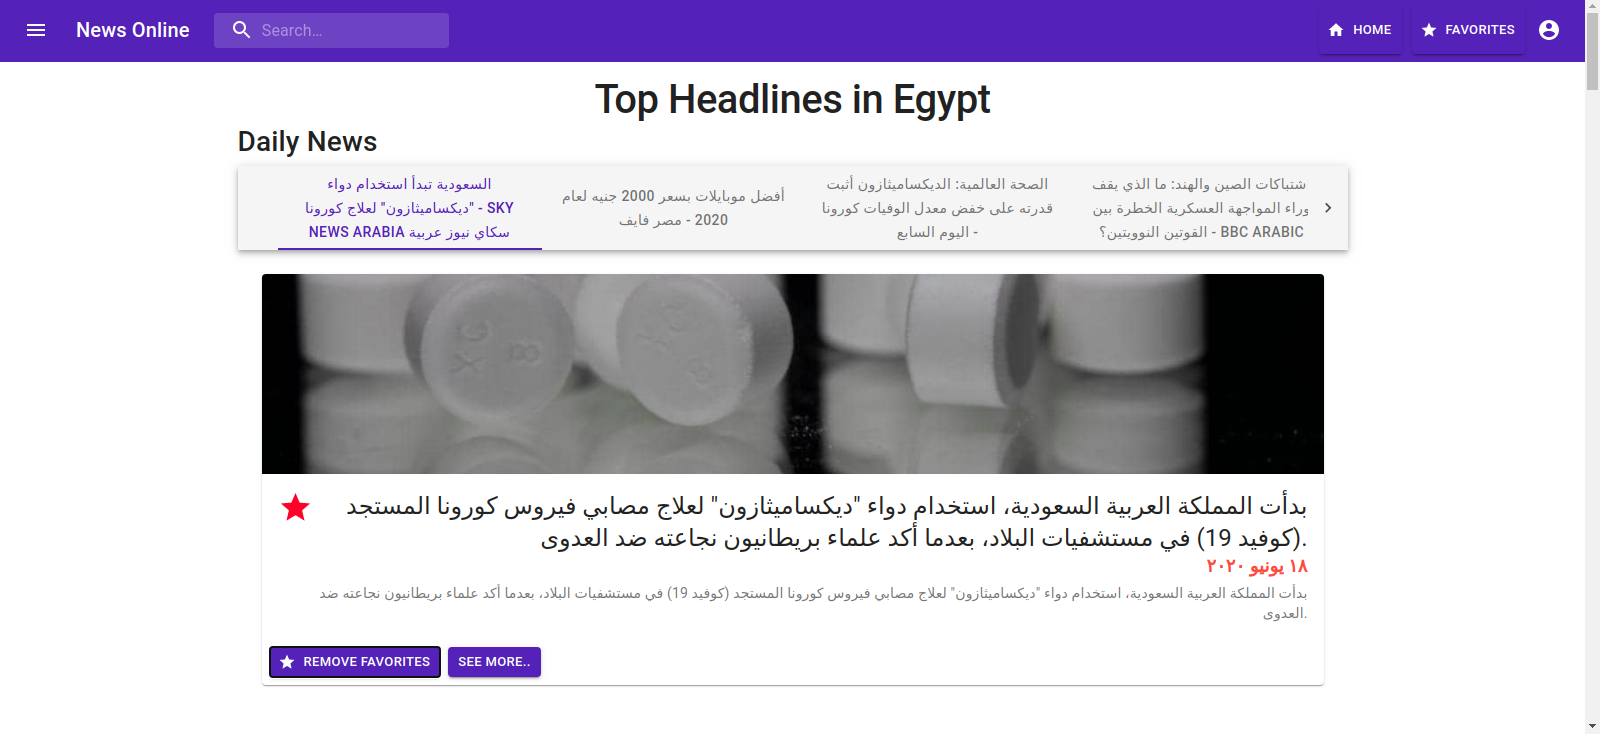 News Online
Search...
HOME
FAVORITES
Top Headlines in Egypt
Daily News
السعودية تبدأ استخدام دواء
"ديكساميثازون" لعلاج كورونا - SKY
NEWS ARABIA سكاي نيوز عربية
أفضل موبايلات بسعر 2000 جنيه لعام
2020 - مصر فايف
الصحة العالمية: الديكساميثازون أثبت
قدرته على خفض معدل الوفيات كورونا
- اليوم السابع
شتباكات الصين والهند: ما الذي يقف
وراء المواجهة العسكرية الخطرة بين
القوتين النوويتين؟ - BBC ARABIC
XG 8
بدأت المملكة العربية السعودية، استخدام دواء "ديكساميثازون" لعلاج مصابي فيروس كورونا المستجد
(كوفيد 19) في مستشفيات البلاد، بعدما أكد علماء بريطانيون نجاعته ضد العدوى.
١٨ يونيو ٢٠٢٠
بدأت المملكة العربية السعودية، استخدام دواء "ديكساميثازون" لعلاج مصابي فيروس كورونا المستجد (كوفيد 19) في مستشفيات البلاد، بعدما أكد علماء بريطانيون نجاعته ضد
العدوى.
REMOVE FAVORITES
SEE MORE..